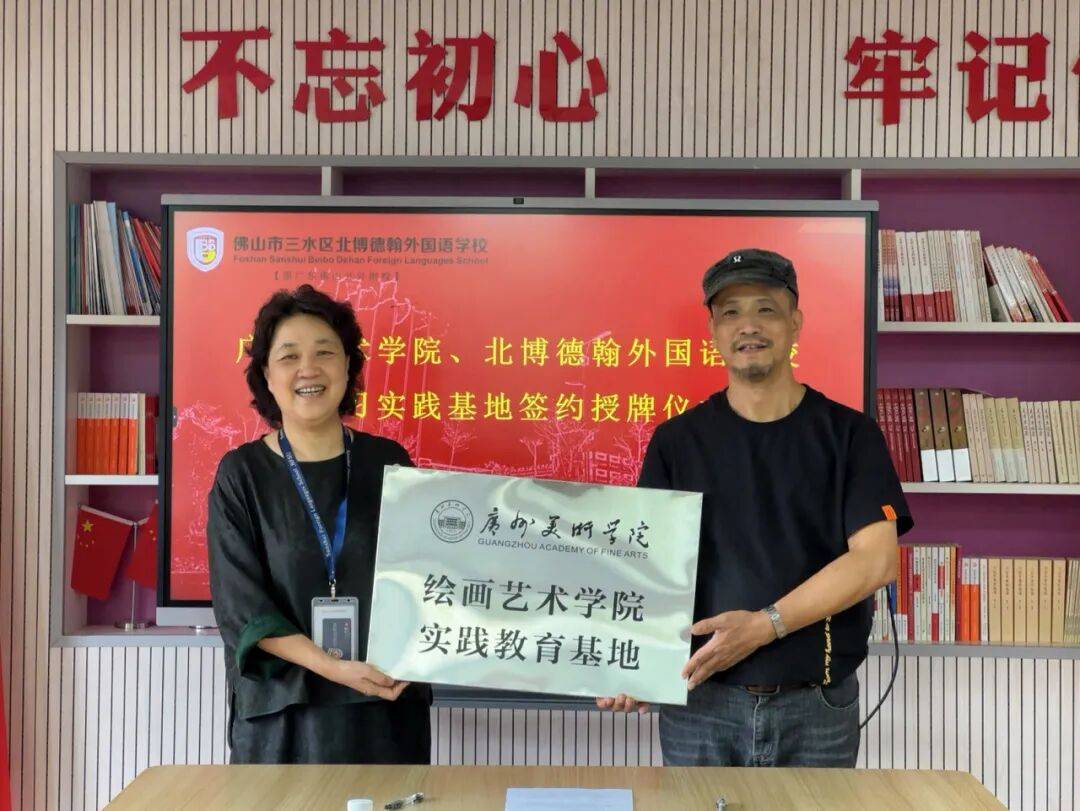 不忘初心 牢记
佛山市三水区北博德翰外国语学校
Foshan Sanshui Beibo Dehan Foreign Languages School
术学院、北博德翰外国语
实践基地签约授牌仪
广州美术学院
GUANGZHOU ACADEMY OF FINE ARTS
绘画艺术学院
实践教育基地